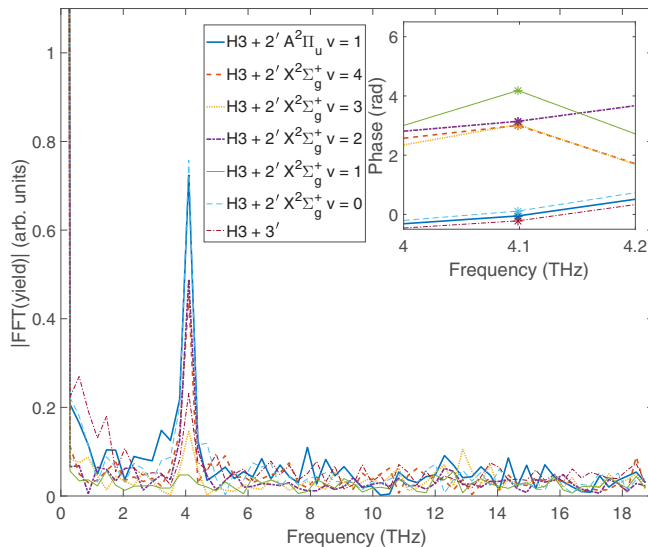 |FFT(yield)| (arb. units)
1
0.8
0.6
0.4
0.2
0
0 2 4 6 8 10 12 14 16 18
Frequency (THz)
H3 + 2′ A²Πᵤ v = 1
H3 + 2′ X²Σg⁺ v = 4
H3 + 2′ X²Σg⁺ v = 3
H3 + 2′ X²Σg⁺ v = 2
H3 + 2′ X²Σg⁺ v = 1
H3 + 2′ X²Σg⁺ v = 0
H3 + 3′
Phase (rad)
6
4
2
0
4 4.1 4.2
Frequency (THz)